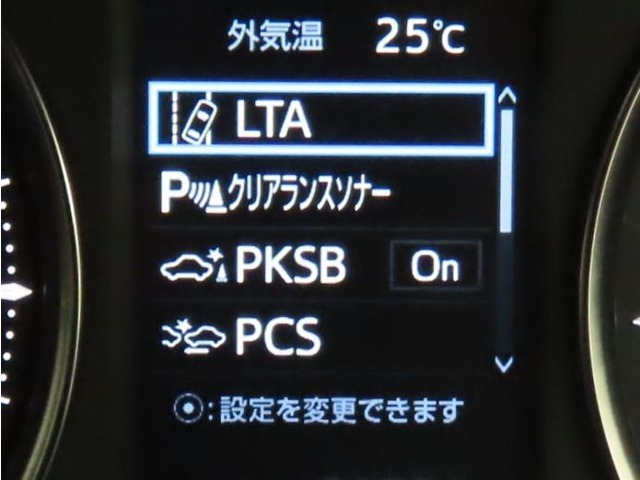 外気温 25℃
LTA
Pクリアランスソナー
PKSB On
PCS
:設定を変更できます